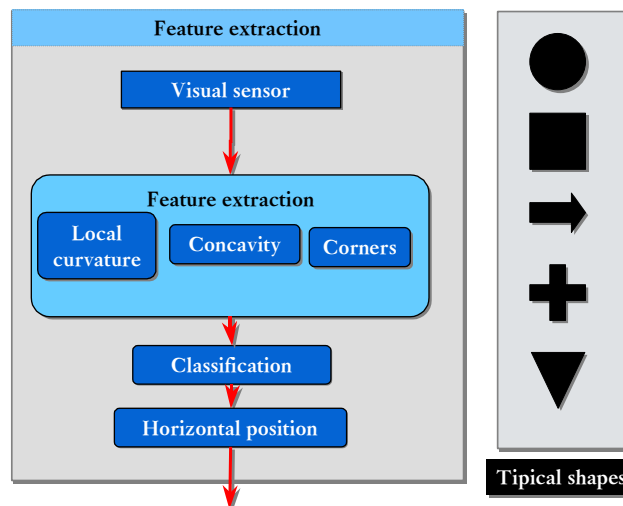 Feature extraction
Visual sensor
Feature extraction
Local
curvature
Concavity
Corners
Classification
Horizontal position
Tipical shapes